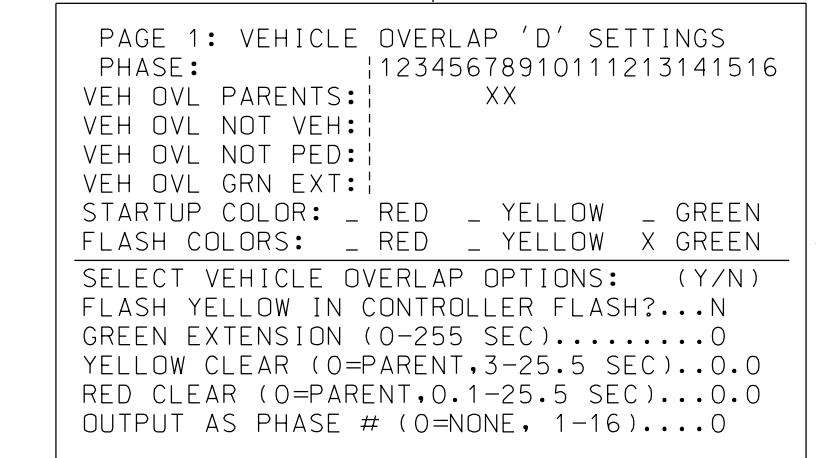 PAGE 1: VEHICLE OVERLAP 'D' SETTINGS
PHASE: ¦12345678910111213141516
VEH OVL PARENTS:¦ XX
VEH OVL NOT VEH:¦
VEH OVL NOT PED:¦
VEH OVL GRN EXT:¦
STARTUP COLOR: _ RED _ YELLOW _ GREEN
FLASH COLORS: _ RED _ YELLOW X GREEN
SELECT VEHICLE OVERLAP OPTIONS: (Y/N)
FLASH YELLOW IN CONTROLLER FLASH?...N
GREEN EXTENSION (0-255 SEC).........0
YELLOW CLEAR (0=PARENT,3-25.5 SEC)..0.0
RED CLEAR (0=PARENT,0.1-25.5 SEC)...0.0
OUTPUT AS PHASE # (0=NONE, 1-16)....0